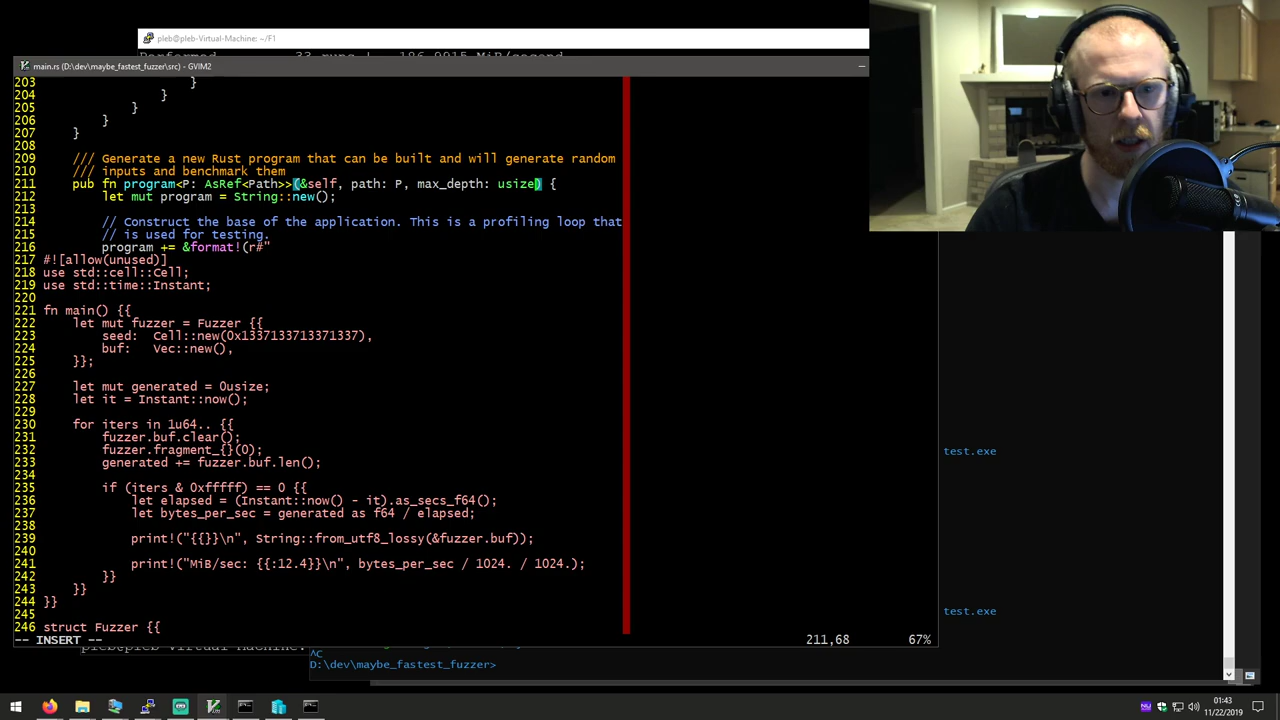 pleb@pleb-Virtual-Machine: ~/F1
main.rs (D:\dev\maybe_fastest_fuzzer\src) - GVIM2
203                 }
204             }
205         }
206     }
207     }
208
209     /// Generate a new Rust program that can be built and will generate random
210     /// inputs and benchmark them
211     pub fn program<P: AsRef<Path>>(&self, path: P, max_depth: usize) {
212         let mut program = String::new();
213
214         // Construct the base of the application. This is a profiling loop that
215         // is used for testing.
216         program += &format!(r#"
217 #![allow(unused)]
218 use std::cell::Cell;
219 use std::time::Instant;
220
221 fn main() {{
222     let mut fuzzer = Fuzzer {{
223         seed:  Cell::new(0x1337133713371337),
224         buf:   Vec::new(),
225     }};
226
227     let mut generated = 0usize;
228     let it = Instant::now();
229
230     for iters in 1u64.. {{
231         fuzzer.buf.clear();
232         fuzzer.fragment_{}(0);
233         generated += fuzzer.buf.len();
234
235         if (iters & 0xfffff) == 0 {{
236             let elapsed = (Instant::now() - it).as_secs_f64();
237             let bytes_per_sec = generated as f64 / elapsed;
238
239             print!("{{}}\n", String::from_utf8_lossy(&fuzzer.buf));
240
241             print!("MiB/sec: {{:12.4}}\n", bytes_per_sec / 1024. / 1024.);
242         }}
243     }}
244 }}
245
246 struct Fuzzer {{
-- INSERT --                    211,68    67%
test.exe
test.exe
^C
D:\dev\maybe_fastest_fuzzer>
01:43
11/22/2019